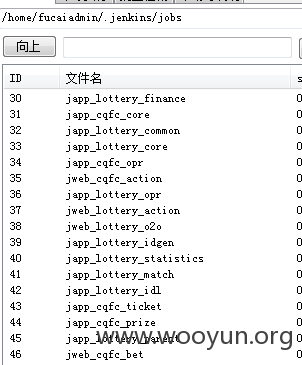 /home/fucaiadmin/.jenkins/jobs
向上
ID 文件名 s
30 japp_lottery_finance 0
31 japp_cqfc_core 0
32 japp_lottery_common 0
33 japp_lottery_core 0
34 japp_cqfc_opr 0
35 jweb_cqfc_action 0
36 japp_lottery_opr 0
37 jweb_lottery_action 0
38 jweb_lottery_o2o 0
39 japp_lottery_idgen 0
40 japp_lottery_statistics 0
41 japp_lottery_match 0
42 japp_lottery_idl 0
43 japp_cqfc_ticket 0
44 japp_cqfc_prize 0
45 japp_lottery_parent 0
46 jweb_cqfc_bet 0
www.wooyun.org